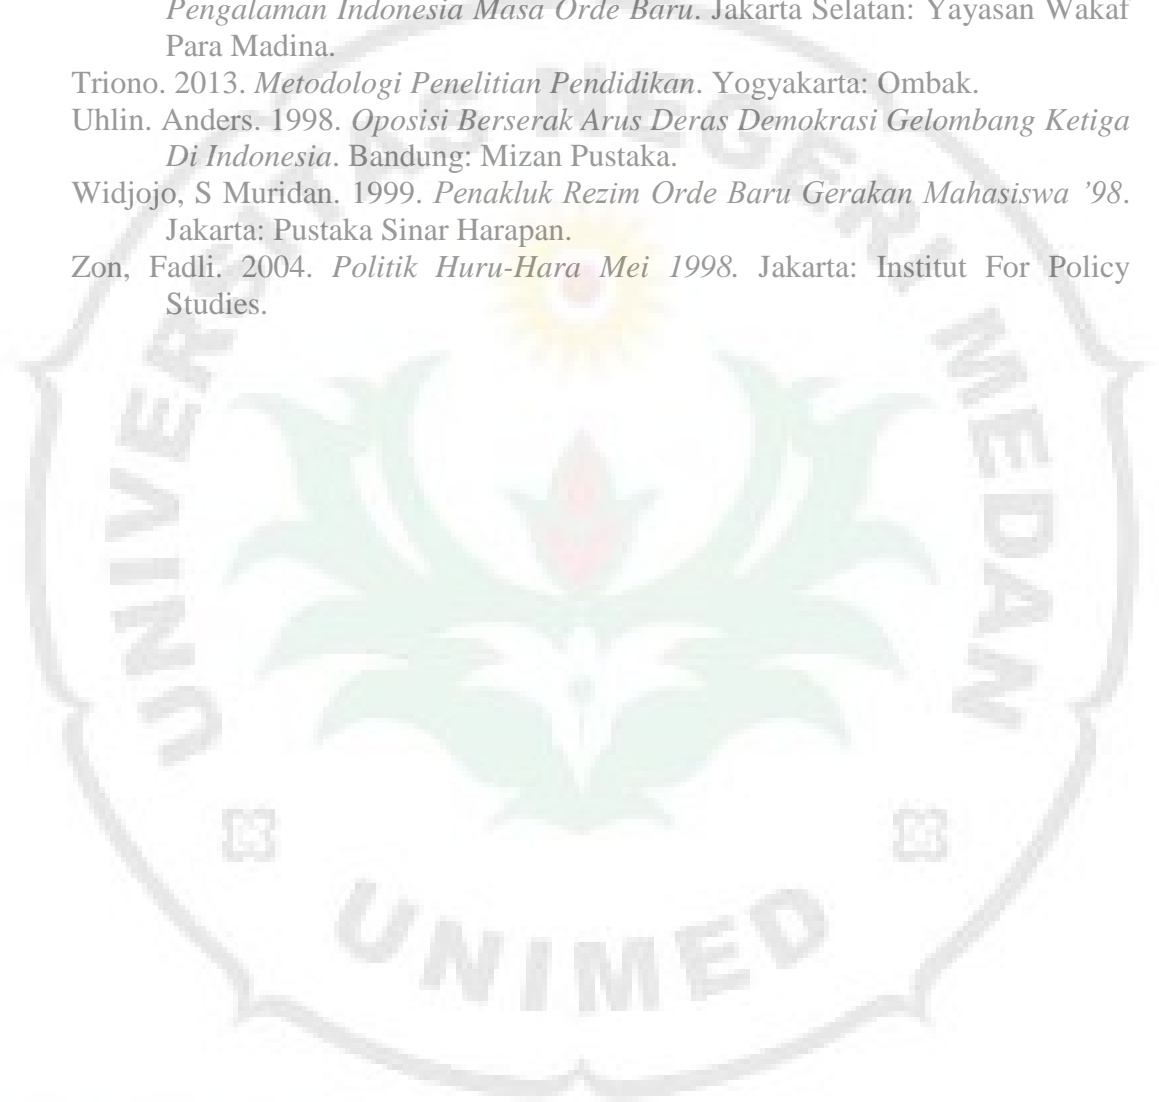 Pengalaman Indonesia Masa Orde Baru. Jakarta Selatan: Yayasan Wakaf
Para Madina.
Triono. 2013. Metodologi Penelitian Pendidikan. Yogyakarta: Ombak.
Uhlin. Anders. 1998. Oposisi Berserak Arus Deras Demokrasi Gelombang Ketiga
Di Indonesia. Bandung: Mizan Pustaka.
Widjojo, S Muridan. 1999. Penakluk Rezim Orde Baru Gerakan Mahasiswa ’98.
Jakarta: Pustaka Sinar Harapan.
Zon, Fadli. 2004. Politik Huru-Hara Mei 1998. Jakarta: Institut For Policy
Studies.
UNIVERSITAS NEGERI MEDAN
UNIMED